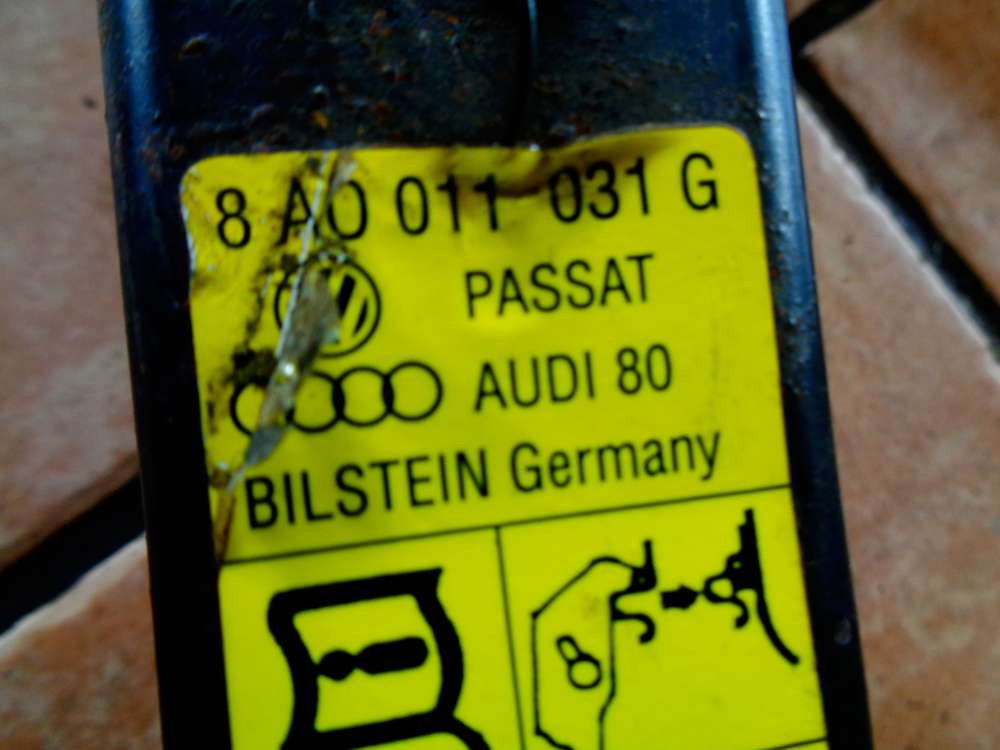 8 A0 011 031 G
PASSAT
AUDI 80
BILSTEIN Germany